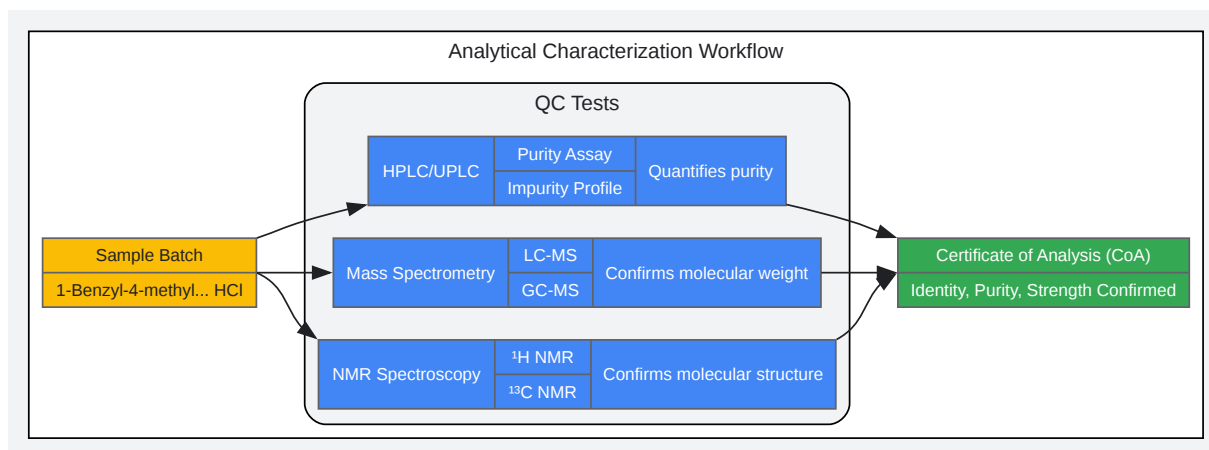 Analytical Characterization Workflow
QC Tests
HPLC/UPLC
Purity Assay
Impurity Profile
Quantifies purity
Sample Batch
1-Benzyl-4-methyl... HCl
Mass Spectrometry
LC-MS
GC-MS
Confirms molecular weight
NMR Spectroscopy
¹H NMR
¹³C NMR
Confirms molecular structure
Certificate of Analysis (CoA)
Identity, Purity, Strength Confirmed